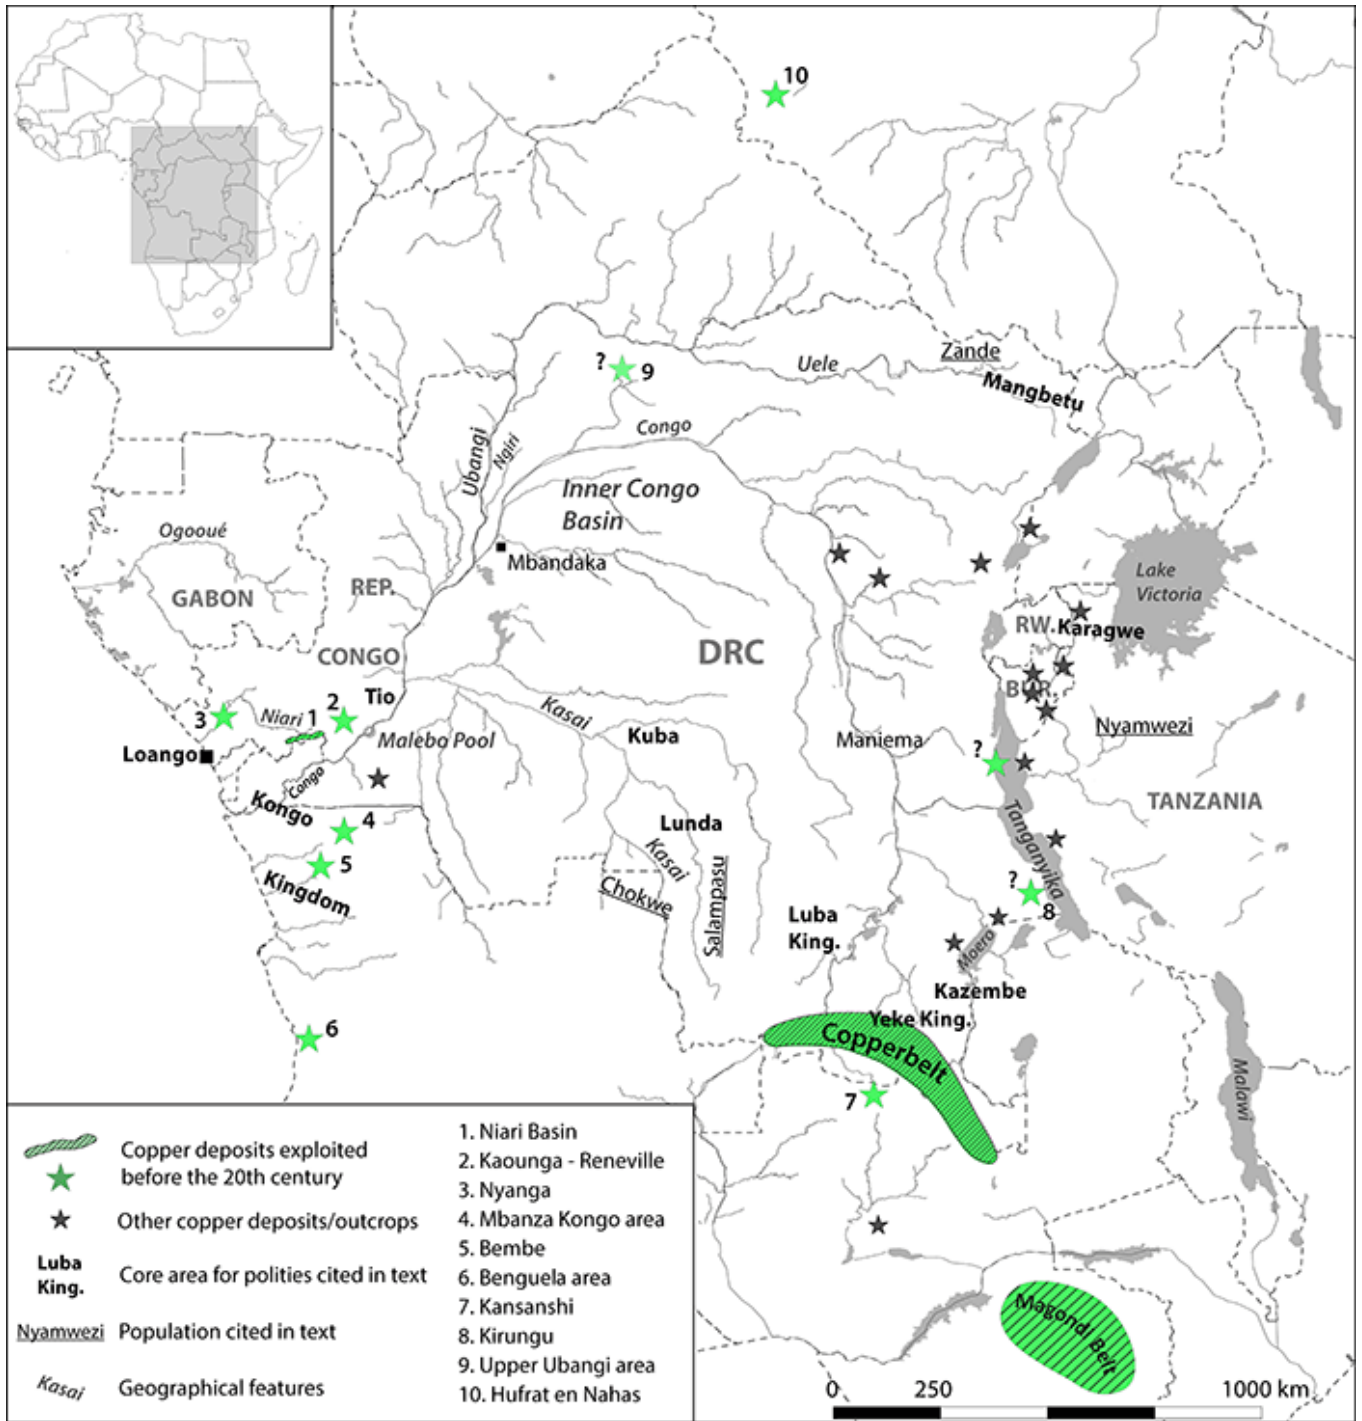 10
?
9
Uele
Zande
Mangbetu
Ubangi
Ngiri
Congo
Inner Congo
Basin
Mbandaka
Ogooué
GABON
REP.
CONGO
DRC
Lake
Victoria
RW.
Karagwe
BUR.
Nyamwezi
TANZANIA
3
Niari
1
2
Tio
Loango
Malebo Pool
Congo
Kongo
Kingdom
4
5
6
Kasai
Kuba
Lunda
Kasai
Chokwe
Salampasu
Maniema
?
Tanganyika
?
8
Luba
King.
Moero
Kazembe
Yeke King.
Copperbelt
7
Malawi
Magondi Belt
Copper deposits exploited
before the 20th century
Other copper deposits/outcrops
Luba
King.
Core area for polities cited in text
Nyamwezi
Population cited in text
Kasai
Geographical features
1. Niari Basin
2. Kaounga - Reneville
3. Nyanga
4. Mbanza Kongo area
5. Bembe
6. Benguela area
7. Kansanshi
8. Kirungu
9. Upper Ubangi area
10. Hufrat en Nahas
0 250 1000 km